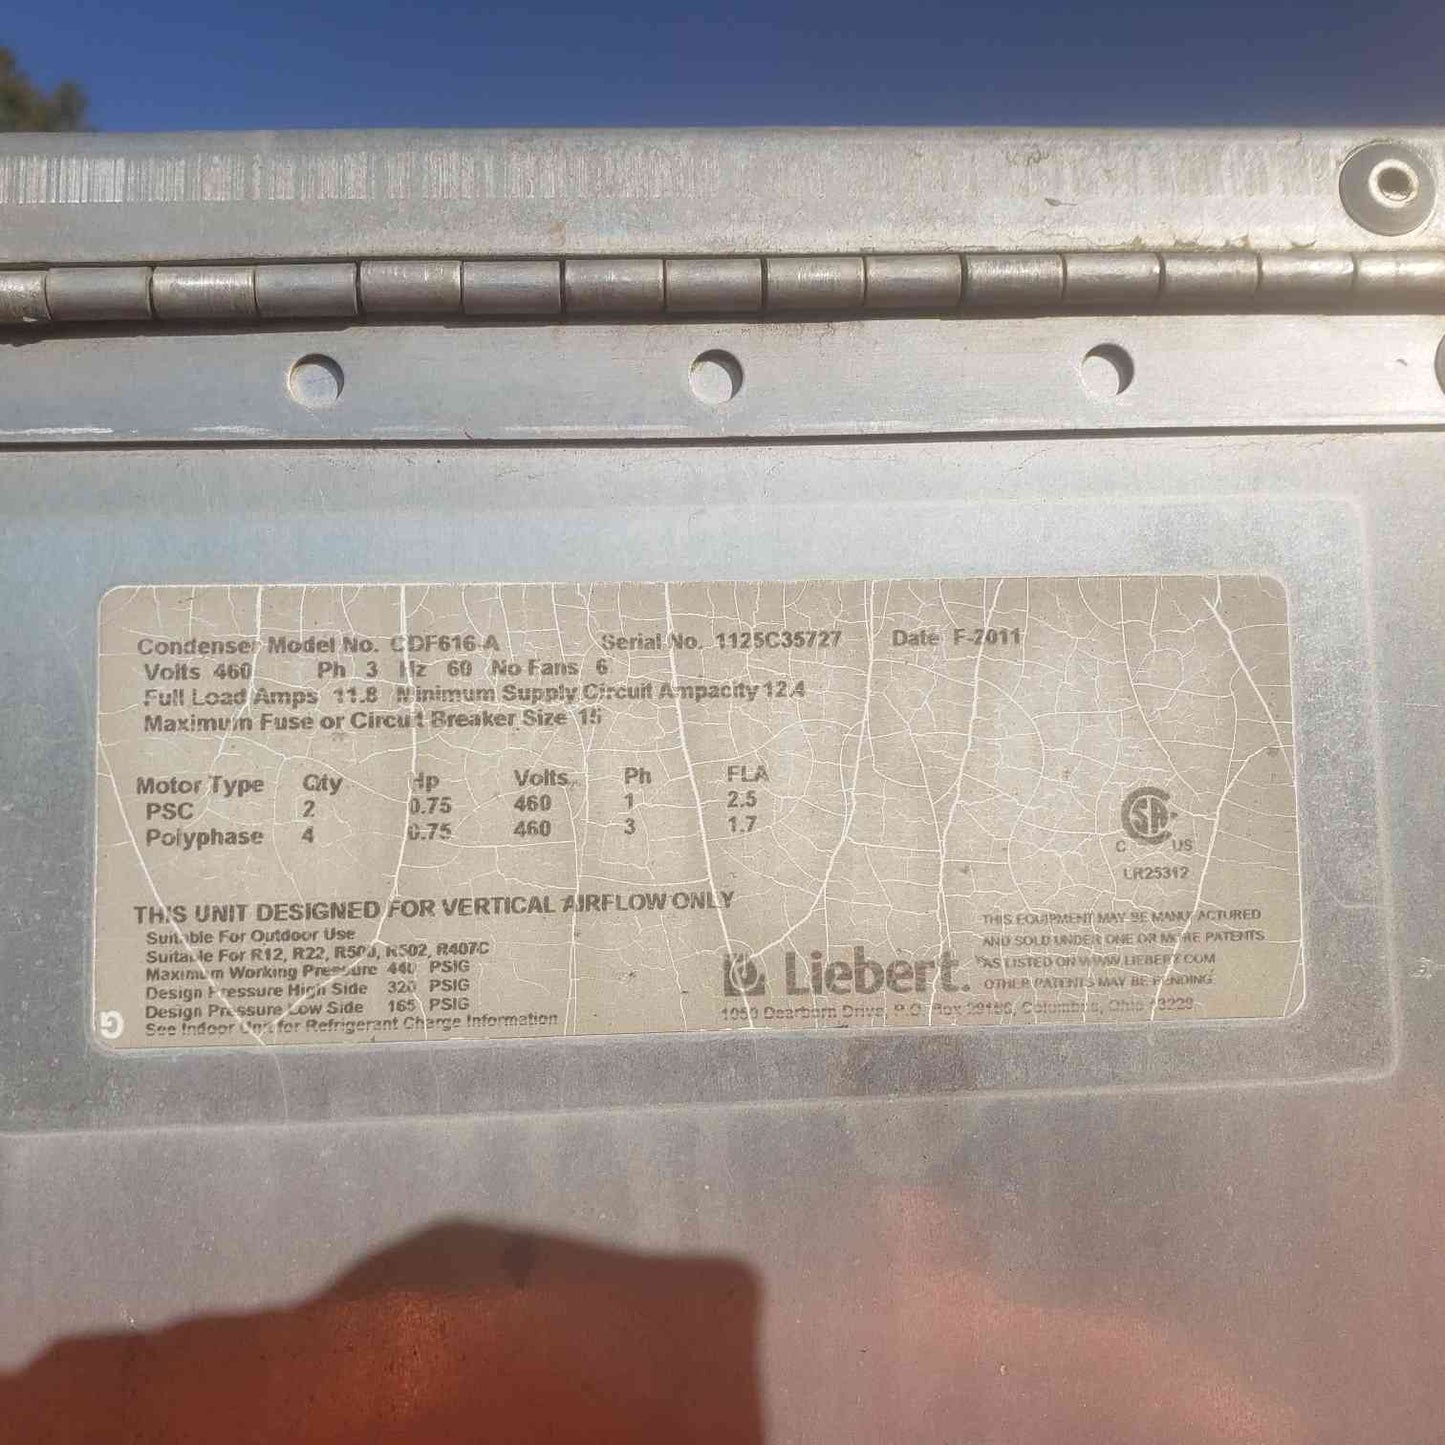 Condenser Model No. CDF616-A Serial No. 1125C35727 Date F-2011
Volts 460 Ph 3 Hz 60 No Fans 6
Full Load Amps 11.8 Minimum Supply Circuit Ampacity 12.4
Maximum Fuse or Circuit Breaker Size 15
Motor Type Qty Hp Volts Ph FLA
PSC 2 0.75 460 1 2.5
Polyphase 4 0.75 460 3 1.7
SA
C US
LR25312
THIS UNIT DESIGNED FOR VERTICAL AIRFLOW ONLY
Suitable For Outdoor Use
Suitable For R12, R22, R500, R502, R407C
Maximum Working Pressure 440 PSIG
Design Pressure High Side 320 PSIG
Design Pressure Low Side 165 PSIG
See Indoor Unit for Refrigerant Charge Information
G
Liebert.
1050 Dearborn Drive, P.O. Box 29186, Columbus, Ohio 43229
THIS EQUIPMENT MAY BE MANUFACTURED
AND SOLD UNDER ONE OR MORE PATENTS
*AS LISTED ON WWW.LIEBERT.COM
OTHER PATENTS MAY BE PENDING